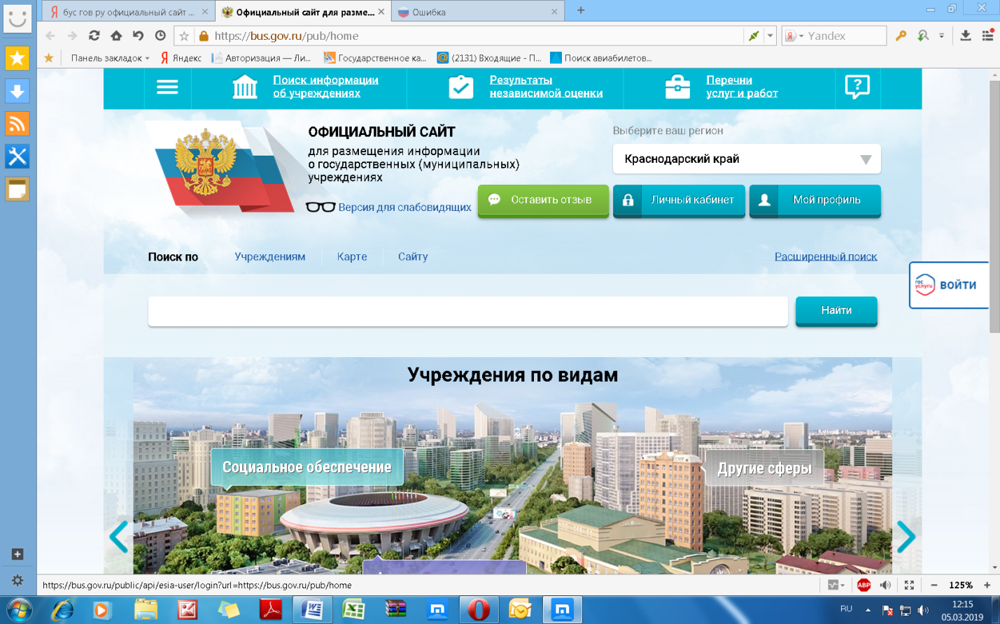 бус гов ру официальный сайт ...
Официальный сайт для разме...
Ошибка
https://bus.gov.ru/pub/home
Yandex
Панель закладок
Яндекс
Авторизация — Ли...
Государственное ка...
(2131) Входящие - П...
Поиск авиабилетов...
Поиск информации
об учреждениях
Результаты
независимой оценки
Перечни
услуг и работ
ОФИЦИАЛЬНЫЙ САЙТ
для размещения информации
о государственных (муниципальных)
учреждениях
Версия для слабовидящих
Выберите ваш регион
Краснодарский край
Оставить отзыв
Личный кабинет
Мой профиль
Поиск по
Учреждениям
Карте
Сайту
Расширенный поиск
гос
услуги
ВОЙТИ
Найти
Учреждения по видам
Социальное обеспечение
Другие сферы
https://bus.gov.ru/public/api/esia-user/login?url=https://bus.gov.ru/pub/home
ABP
125%
RU
12:15
05.03.2019